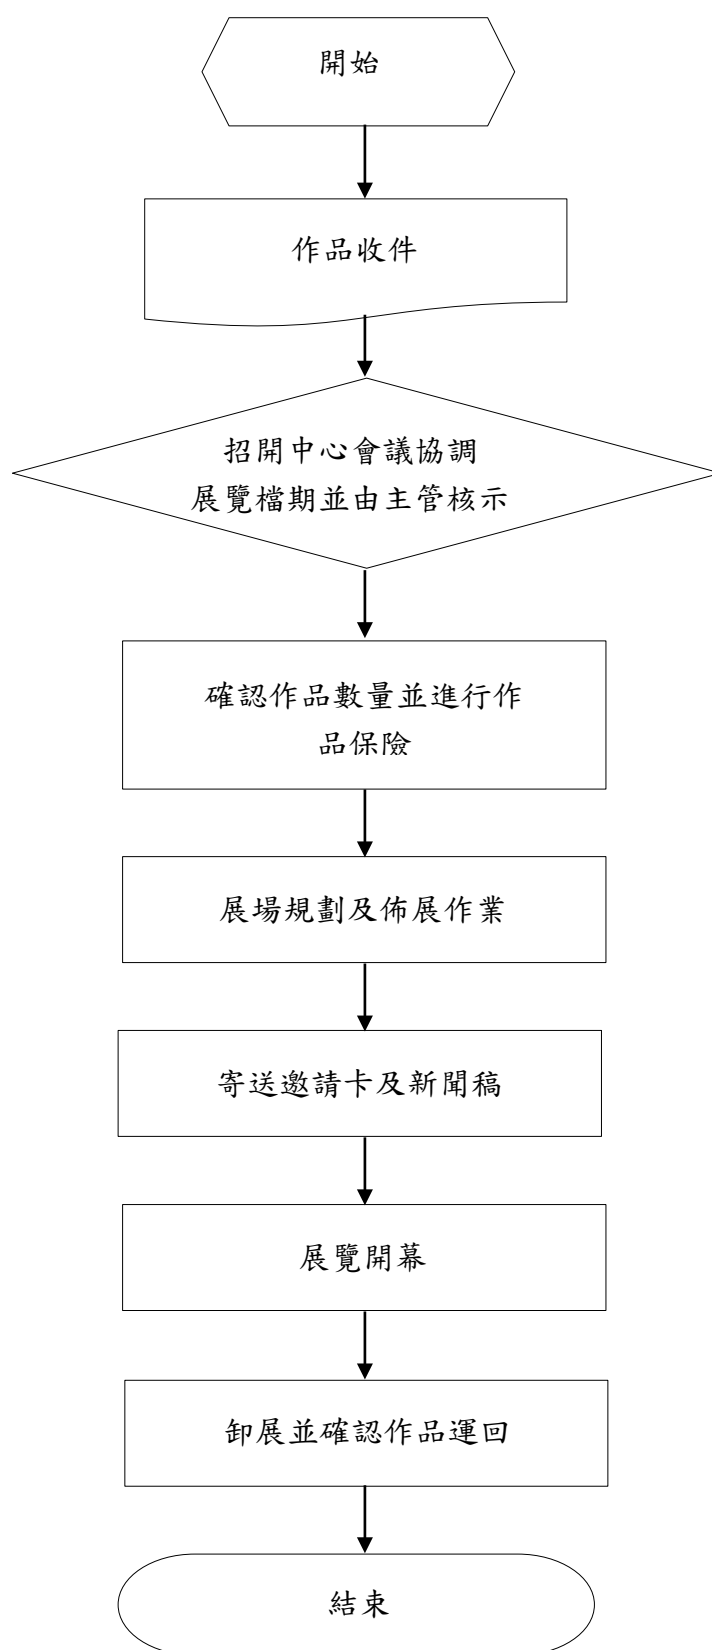 開始
作品收件
招開中心會議協調
展覽檔期並由主管核示
確認作品數量並進行作
品保險
展場規劃及佈展作業
寄送邀請卡及新聞稿
展覽開幕
卸展並確認作品運回
結束